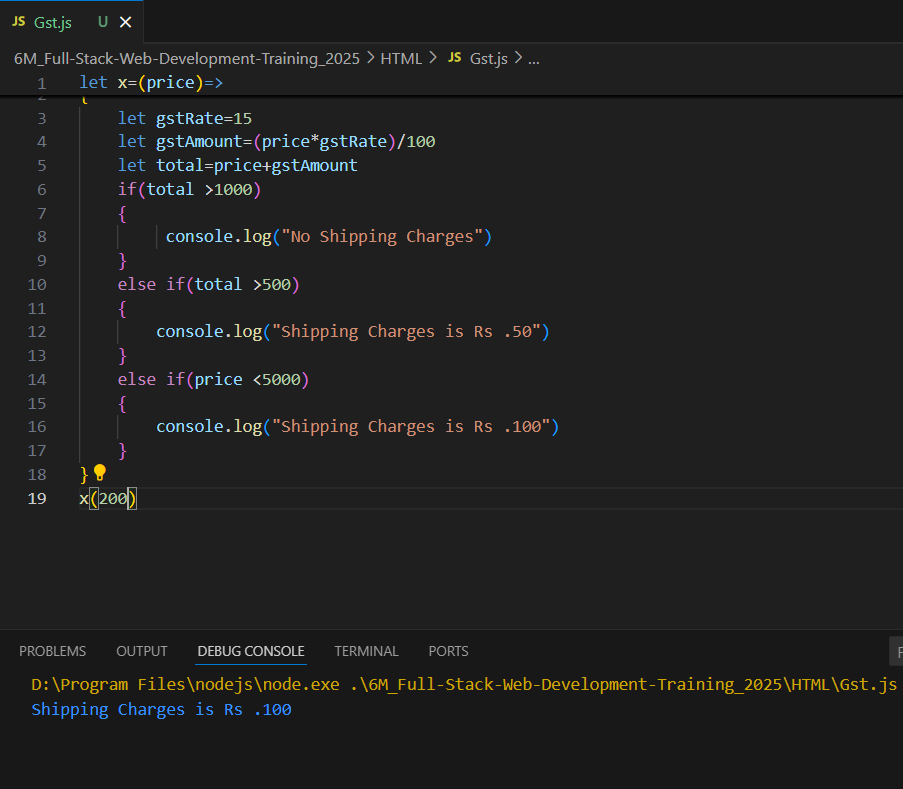 JS Gst.js U ×
6M_Full-Stack-Web-Development-Training_2025 > HTML > JS Gst.js > ...
1 let x=(price)=>
2 {
3 let gstRate=15
4 let gstAmount=(price*gstRate)/100
5 let total=price+gstAmount
6 if(total >1000)
7 {
8 console.log("No Shipping Charges")
9 }
10 else if(total >500)
11 {
12 console.log("Shipping Charges is Rs .50")
13 }
14 else if(price <5000)
15 {
16 console.log("Shipping Charges is Rs .100")
17 }
18 }
19 x(200)
PROBLEMS OUTPUT DEBUG CONSOLE TERMINAL PORTS F
D:\Program Files\nodejs\node.exe .\6M_Full-Stack-Web-Development-Training_2025\HTML\Gst.js
Shipping Charges is Rs .100